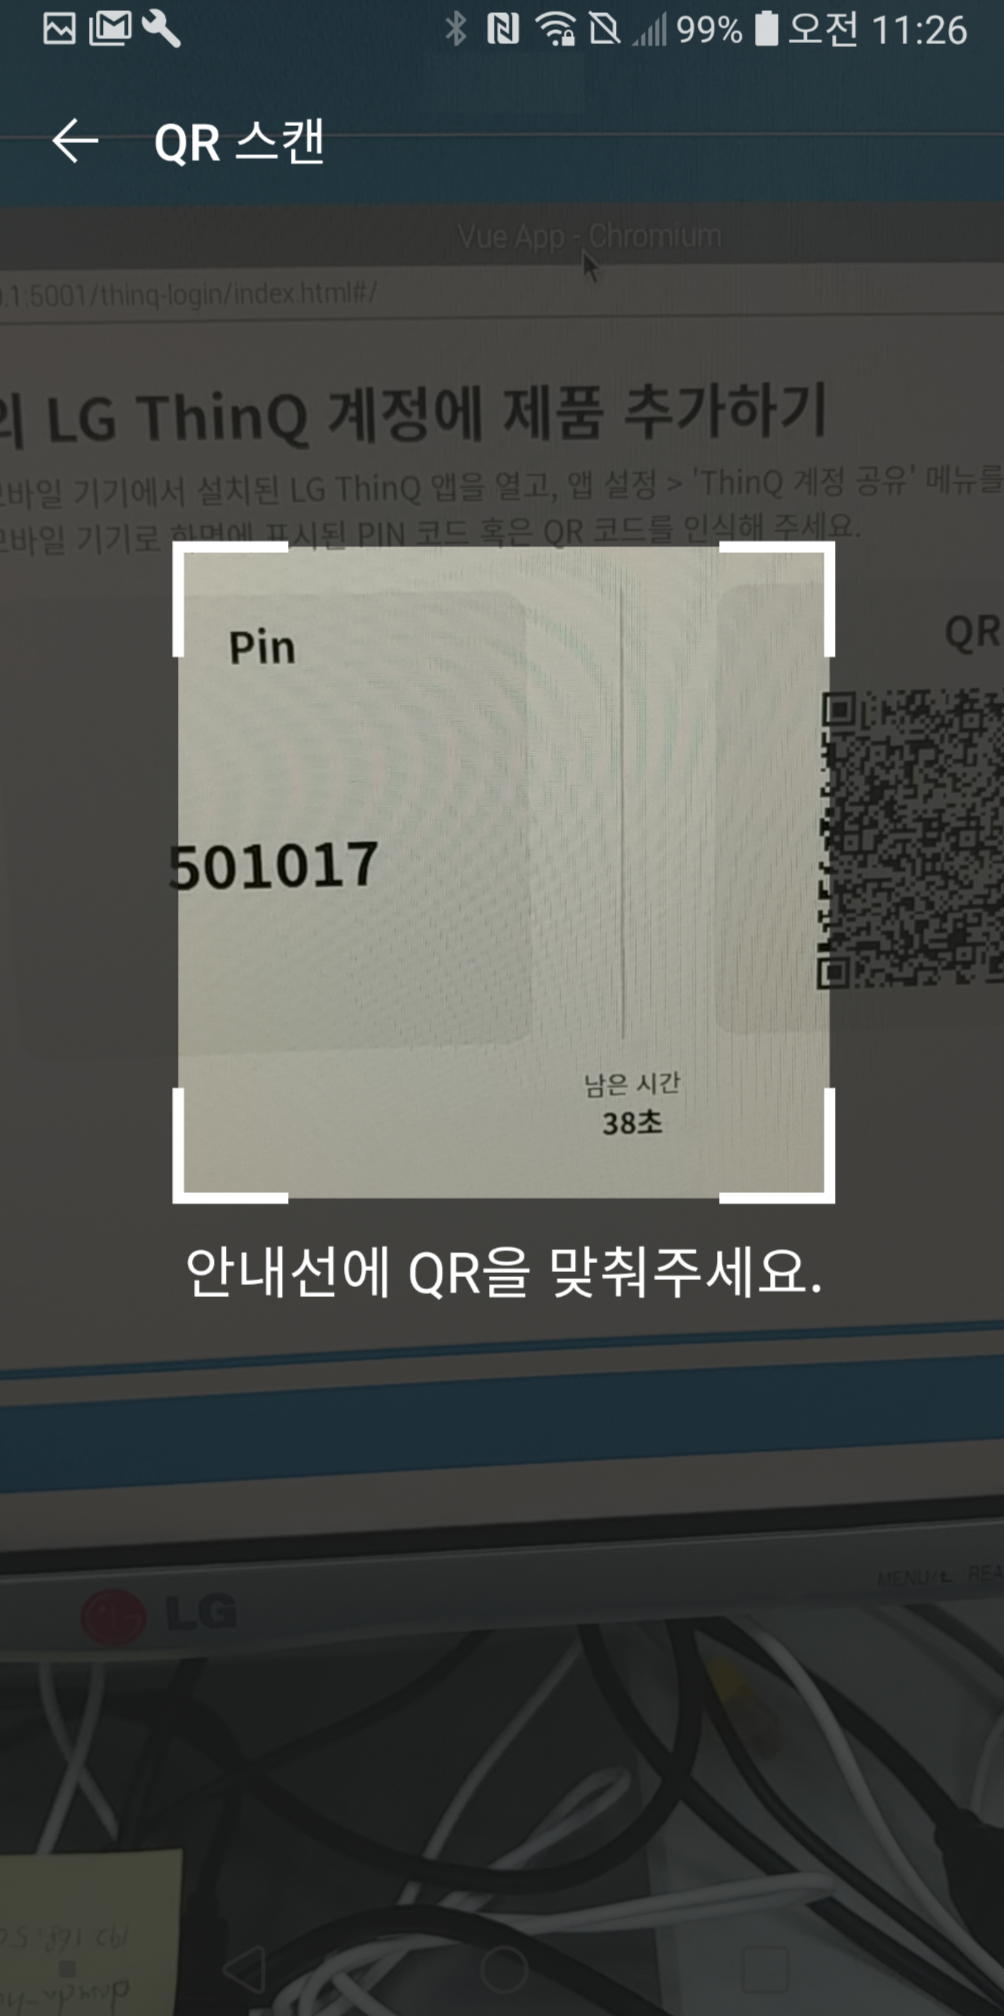 99% 오전 11:26
QR 스캔
Vue App - Chromium
.1:5001/thinq-login/index.html#/
의 LG ThinQ 계정에 제품 추가하기
모바일 기기에서 설치된 LG ThinQ 앱을 열고, 앱 설정 > 'ThinQ 계정 공유' 메뉴를
모바일 기기로 화면에 표시된 PIN 코드 혹은 QR 코드를 인식해 주세요.
Pin
QR
501017
남은 시간
38초
안내선에 QR을 맞춰주세요.
MENU
LG